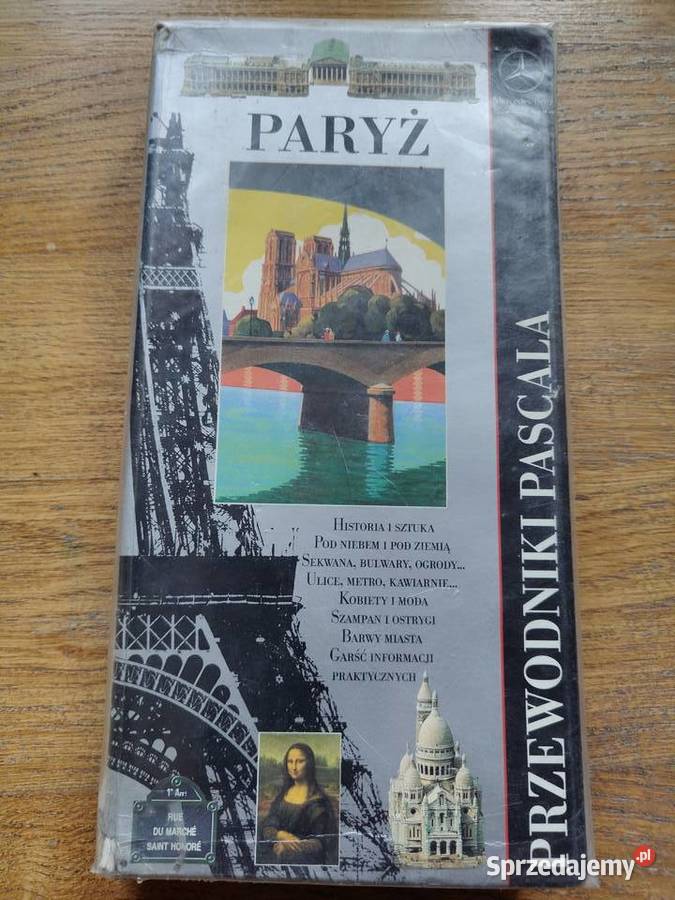 PARYŻ
HISTORIA I SZTUKA
POD NIEBEM I POD ZIEMIĄ
SEKWANA, BULWARY, OGRODY...
ULICE, METRO, KAWIARNIE...
KOBIETY I MODA
SZAMPAN I OSTRYGI
BARWY MIASTA
GARŚĆ INFORMACJI
PRAKTYCZNYCH
1er Arrt
RUE
DU MARCHÉ
SAINT HONORÉ
PRZEWODNIKI PASCALA
Sprzedajemy.pl